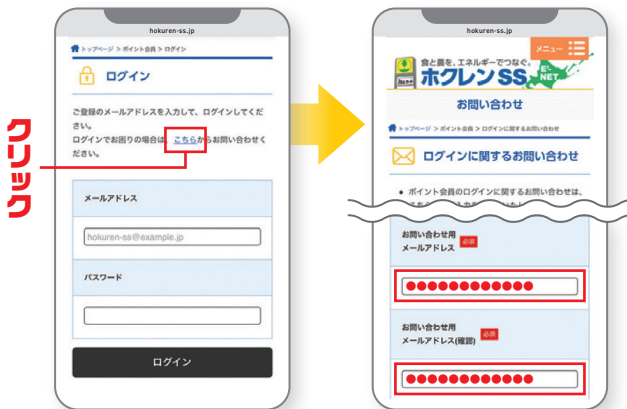 クリック
hokuren-ss.jp
トップページ > ポイント会員 > ログイン
ログイン
ご登録のメールアドレスを入力して、ログインしてくだ
さい。
ログインでお困りの場合は、こちらからお問い合わせく
ださい。
メールアドレス
hokuren-ss@example.jp
パスワード
ログイン
hokuren-ss.jp
メニュー
食と農を、エネルギーでつなぐ。
ホクレンSS
NET
お問い合わせ
トップページ > ポイント会員 > ログインに関するお問い合わせ
ログインに関するお問い合わせ
• ポイント会員のログインに関するお問い合わせは、
お問い合わせ用
メールアドレス 必須
●●●●●●●●●●●●
お問い合わせ用
メールアドレス(確認) 必須
●●●●●●●●●●●●